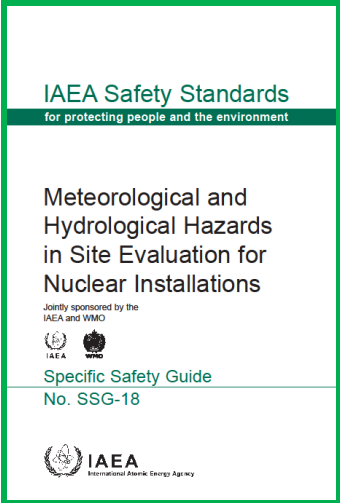 IAEA Safety Standards
for protecting people and the environment
Meteorological and
Hydrological Hazards
in Site Evaluation for
Nuclear Installations
Jointly sponsored by the
IAEA and WMO
IAEA WMO
Specific Safety Guide
No. SSG-18
IAEA
International Atomic Energy Agency